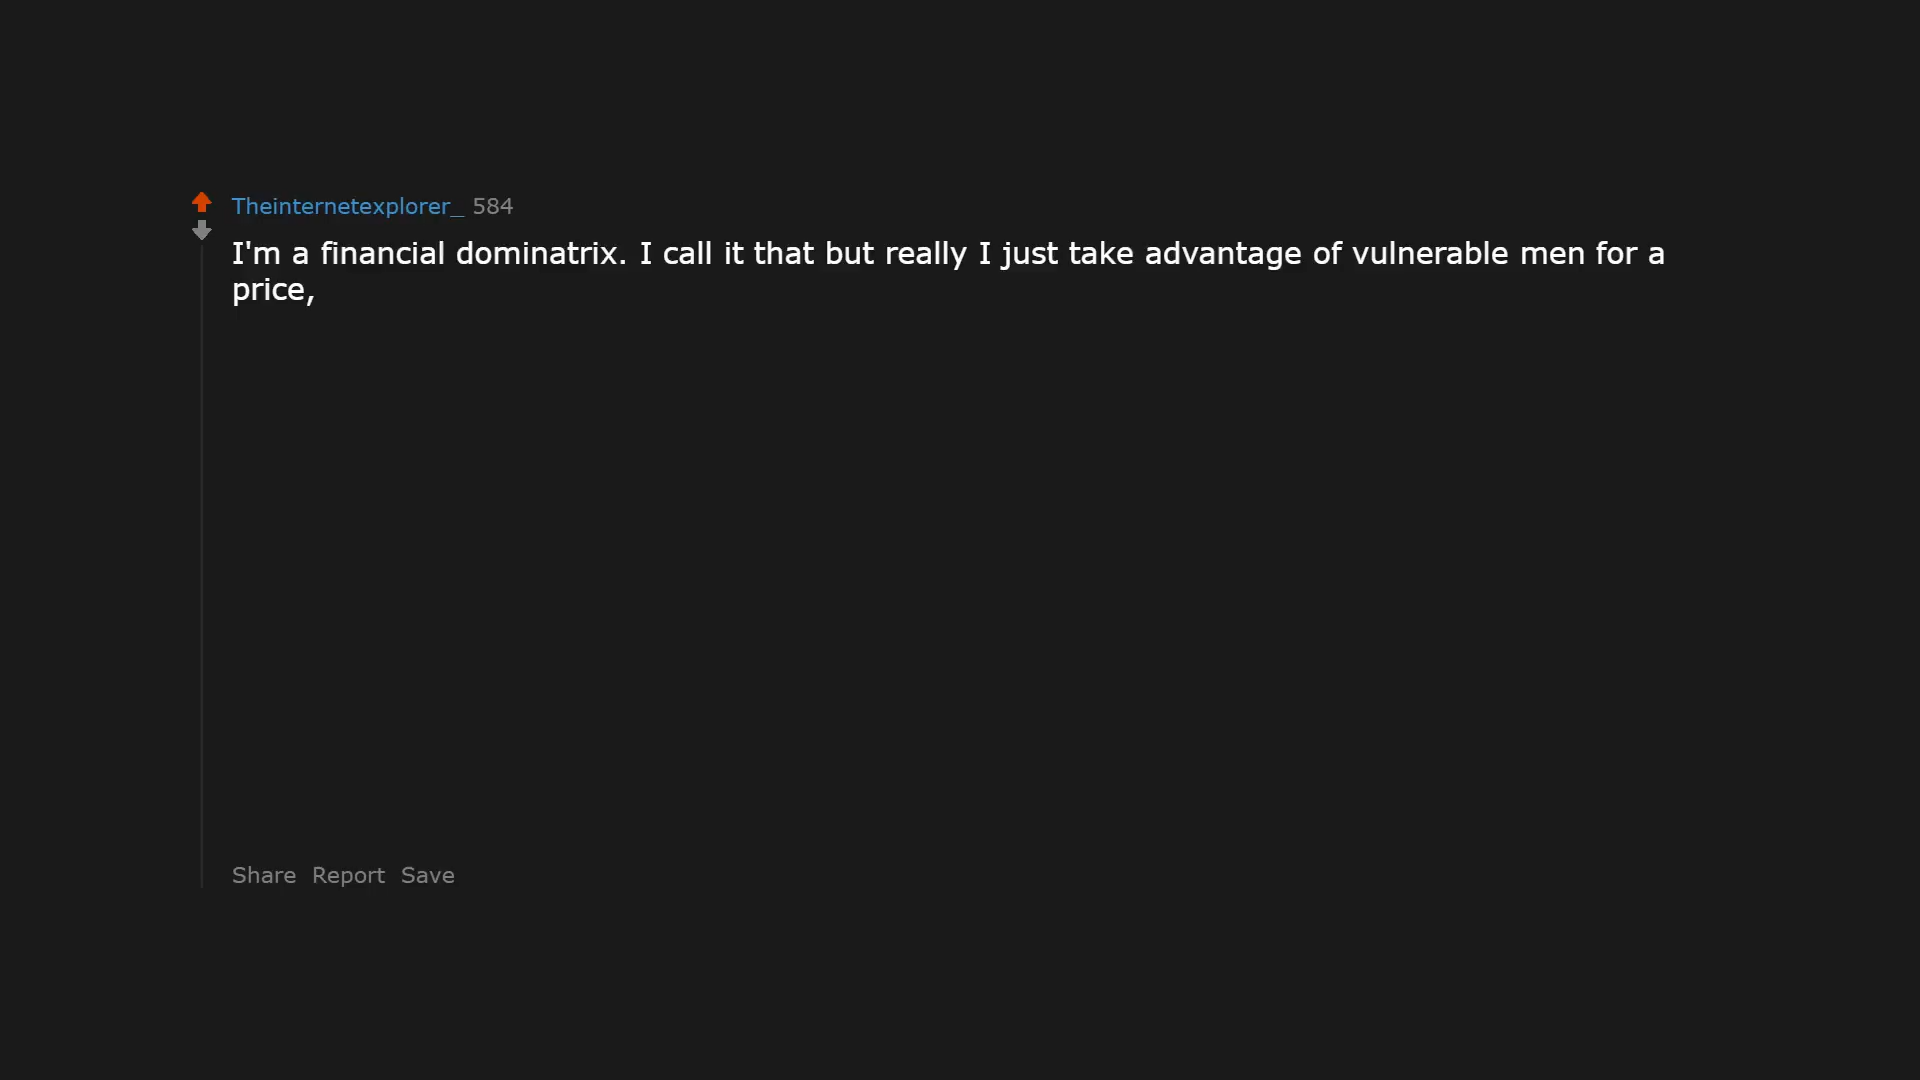 Theinternetexplorer_ 584
I'm a financial dominatrix. I call it that but really I just take advantage of vulnerable men for a
price,
Share Report Save